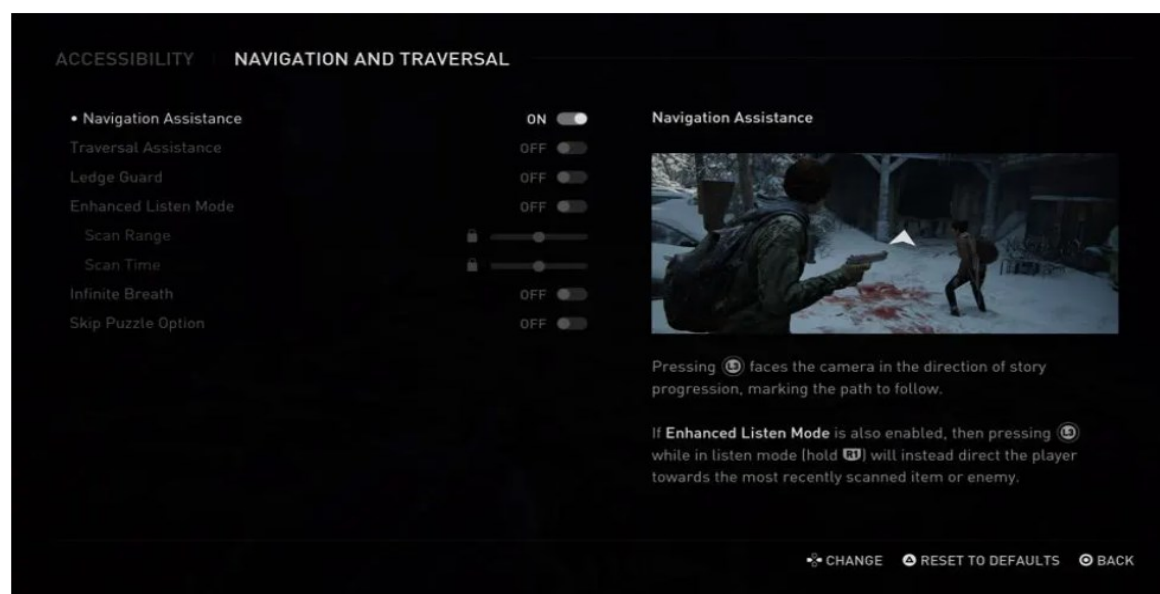 ACCESSIBILITY NAVIGATION AND TRAVERSAL
• Navigation Assistance ON
Traversal Assistance OFF
Ledge Guard OFF
Enhanced Listen Mode OFF
Scan Range
Scan Time
Infinite Breath OFF
Skip Puzzle Option OFF
Navigation Assistance
Pressing L3 faces the camera in the direction of story
progression, marking the path to follow.
If Enhanced Listen Mode is also enabled, then pressing L3
while in listen mode (hold R1) will instead direct the player
towards the most recently scanned item or enemy.
CHANGE RESET TO DEFAULTS BACK